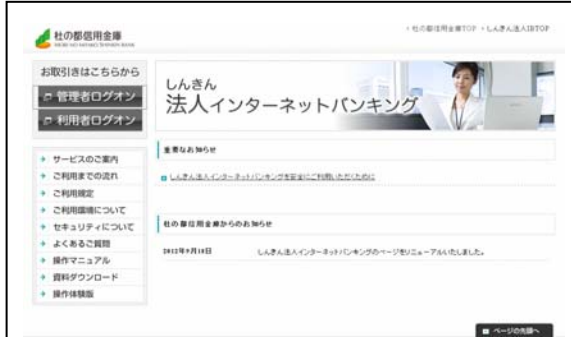 杜の都信用金庫
MORI NO MIYAKO SHINKIN BANK
杜の都信用金庫TOP
しんきん法人IBTOP
お取引きはこちらから
管理者ログオン
利用者ログオン
しんきん
法人インターネットバンキング
サービスのご案内
ご利用までの流れ
ご利用規定
ご利用環境について
セキュリティについて
よくあるご質問
操作マニュアル
資料ダウンロード
操作体験版
重要なお知らせ
しんきん法人インターネットバンキングを安全にご利用いただくために
杜の都信用金庫からのお知らせ
しんきん法人インターネットバンキングのページをリニューアルいたしました。
ページの先頭へ